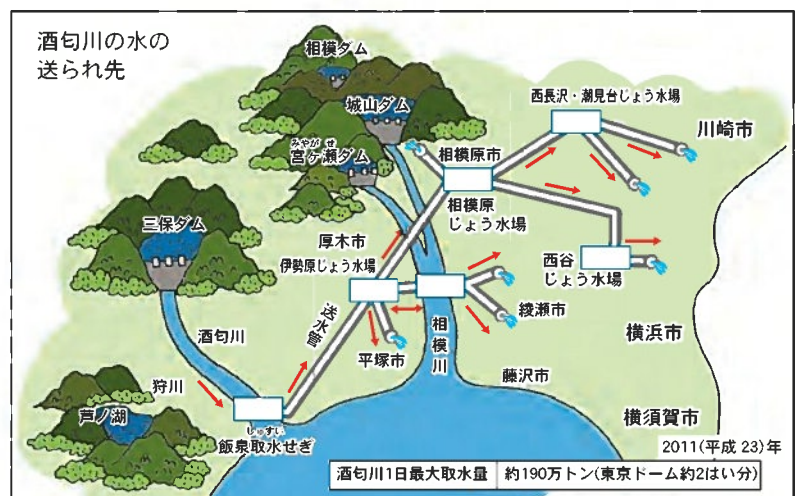 酒匂川の水の
送られ先
相模ダム
城山ダム
みやがせ
宮ヶ瀬ダム
西長沢・潮見台じょう水場
川崎市
相模原市
相模原
じょう水場
三保ダム
厚木市
伊勢原じょう水場
西谷
じょう水場
酒匂川
送水管
相模川
綾瀬市
平塚市
横浜市
狩川
藤沢市
芦ノ湖
しゅすい
飯泉取水せぎ
横須賀市
2011(平成23)年
酒匂川1日最大取水量 約190万トン(東京ドーム約2はい分)